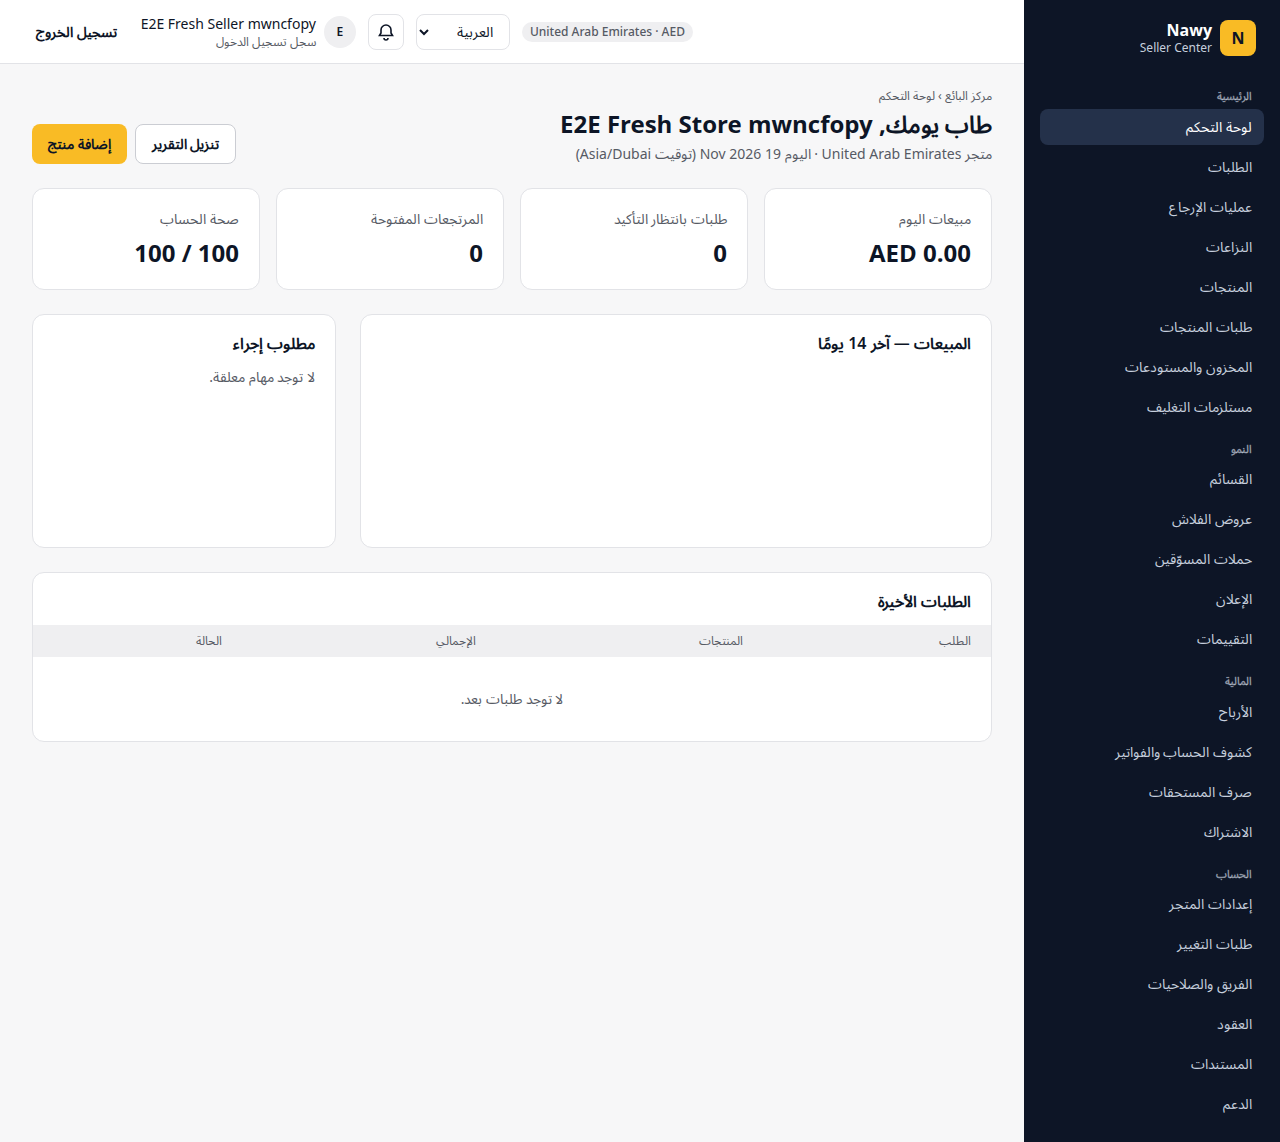 N
Nawy
Seller Center
الرئيسية
لوحة التحكم
الطلبات
عمليات الإرجاع
النزاعات
المنتجات
طلبات المنتجات
المخزون والمستودعات
مستلزمات التغليف
النمو
القسائم
عروض الفلاش
حملات المسوّقين
الإعلان
التقييمات
المالية
الأرباح
كشوف الحساب والفواتير
صرف المستحقات
الاشتراك
الحساب
إعدادات المتجر
طلبات التغيير
الفريق والصلاحيات
العقود
المستندات
الدعم
United Arab Emirates · AED
العربية
E
E2E Fresh Seller mwncfopy
سجل تسجيل الدخول
تسجيل الخروج
مركز البائع › لوحة التحكم
طاب يومك, E2E Fresh Store mwncfopy
متجر United Arab Emirates · اليوم 19 Nov 2026 (توقيت Asia/Dubai)
تنزيل التقرير
إضافة منتج
مبيعات اليوم
AED 0.00
طلبات بانتظار التأكيد
0
المرتجعات المفتوحة
0
صحة الحساب
100 / 100
المبيعات — آخر 14 يومًا
مطلوب إجراء
لا توجد مهام معلقة.
الطلبات الأخيرة
الطلب المنتجات الإجمالي الحالة
لا توجد طلبات بعد.